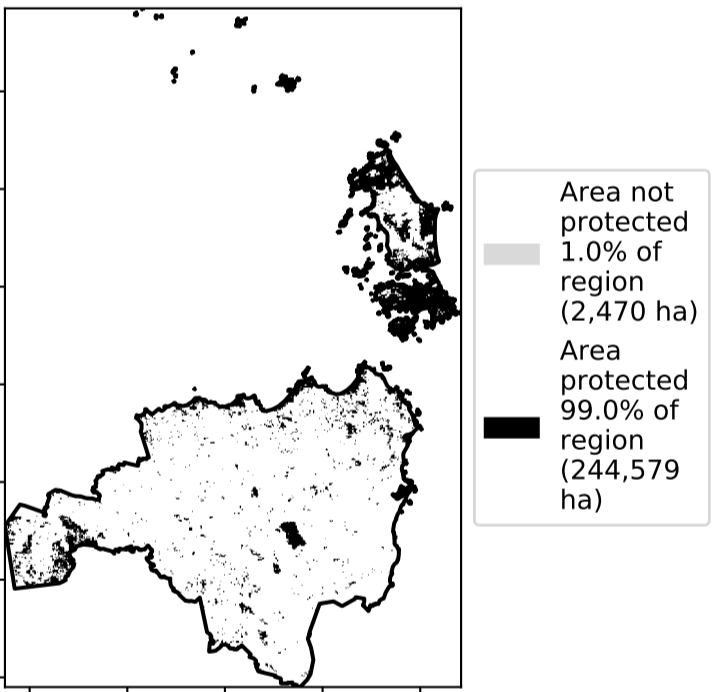 Area not
protected
1.0% of
region
(2,470 ha)
Area
protected
99.0% of
region
(244,579
ha)